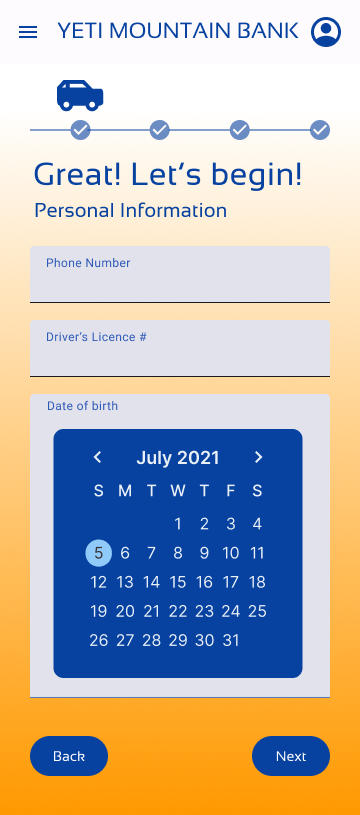 YETI MOUNTAIN BANK
Great! Let's begin!
Personal Information
Phone Number
Driver's Licence #
Date of birth
July 2021
S M T W T F S
1 2 3 4
5 6 7 8 9 10 11
12 13 14 15 16 17 18
19 20 21 22 23 24 25
26 27 28 29 30 31
Back Next